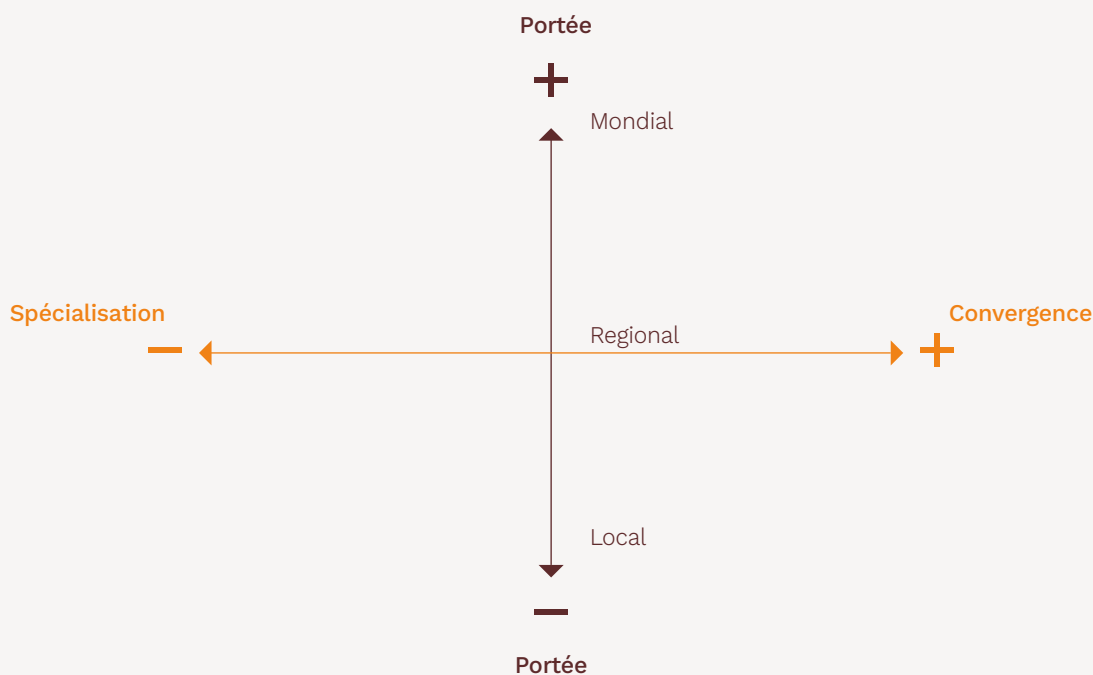 Portée
+
Mondial
Spécialisation
Convergence
Regional
−
+
Local
−
Portée